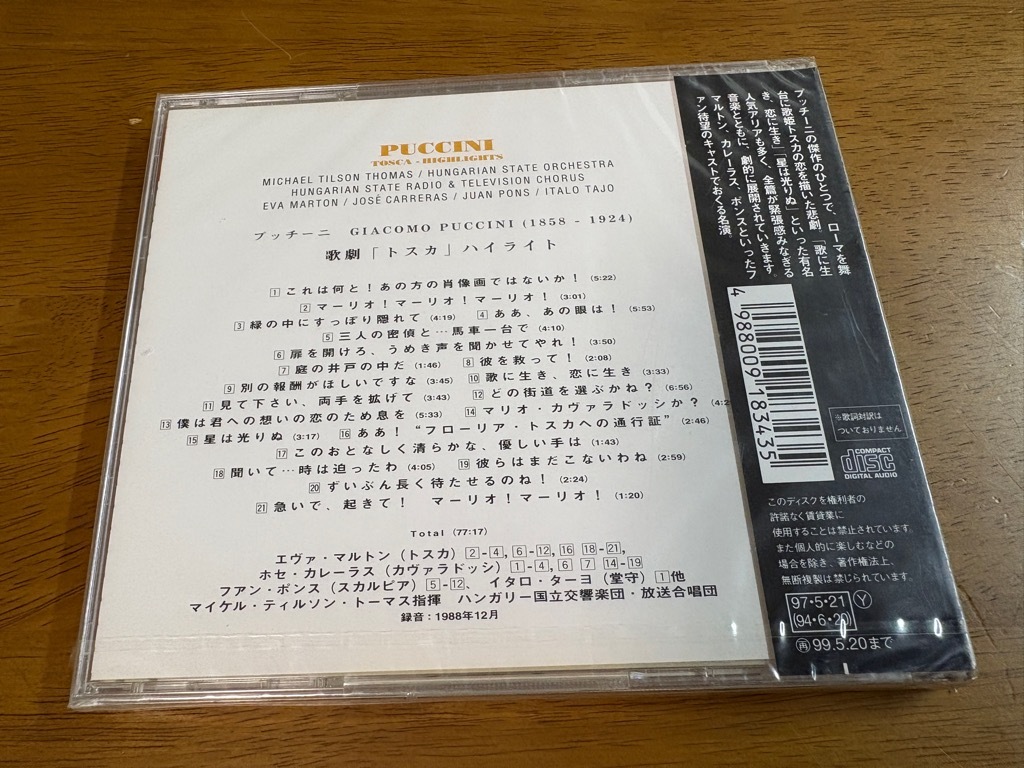 PUCCINI
TOSCA - HIGHLIGHTS
MICHAEL TILSON THOMAS / HUNGARIAN STATE ORCHESTRA
HUNGARIAN STATE RADIO & TELEVISION CHORUS
EVA MARTON / JOSÉ CARRERAS / JUAN PONS / ITALO TAJO
プッチーニ GIACOMO PUCCINI (1858 - 1924)
歌劇「トスカ」ハイライト
1 これは何と！あの方の肖像画ではないか！ (5:22)
2 マーリオ！マーリオ！マーリオ！ (3:01)
3 緑の中にすっぽり隠れて (4:19) 4 ああ、あの眼は！ (5:53)
5 三人の密偵と…馬車一台で (4:10)
6 扉を開けろ、うめき声を聞かせてやれ！ (3:50)
7 庭の井戸の中だ (1:46) 8 彼を救って！ (2:08)
9 別の報酬がほしいですな (3:45) 10 歌に生き、恋に生き (3:33)
11 見て下さい、両手を拡げて (3:43) 12 どの街道を選ぶかね？ (6:56)
13 僕は君への想いの恋のため息を (5:33) 14 マリオ・カヴァラドッシか？ (4:2
15 星は光りぬ (3:17) 16 ああ！“フローリア・トスカへの通行証” (2:46)
17 このおとなしく清らかな、優しい手は (1:43)
18 聞いて…時は迫ったわ (4:05) 19 彼らはまだこないわね (2:59)
20 ずいぶん長く待たせるのね！ (2:24)
21 急いで、起きて！ マーリオ！マーリオ！ (1:20)
Total (77:17)
エヴァ・マルトン（トスカ） 2-4, 6-12, 16 18-21,
ホセ・カレーラス（カヴァラドッシ） 1-4, 6 7 14-19
フアン・ポンス（スカルピア） 5-12、イタロ・ターヨ（堂守） 1他
マイケル・ティルソン・トーマス指揮 ハンガリー国立交響楽団・放送合唱団
録音：1988年12月
プッチーニの傑作のひとつで、ローマを舞
台に歌姫トスカの恋を描いた悲劇。「歌に生
き、恋に生き」「星は光りぬ」といった有名
人気アリアも多く、全篇が緊張感みなぎる
音楽とともに、劇的に展開されていきます。
マルトン、カレーラス、ポンスといったフ
アン待望のキャストでおくる名演。
4 988009 183435
※歌詞対訳は
ついておりません
COMPACT
disc
DIGITAL AUDIO
このディスクを権利者の
許諾なく賃貸業に
使用することは禁止されています。
また個人的に楽しむなどの
場合を除き、著作権法上、
無断複製は禁じられています。
97·5·21 Y
(94·6·20)
再 99.5.20まで